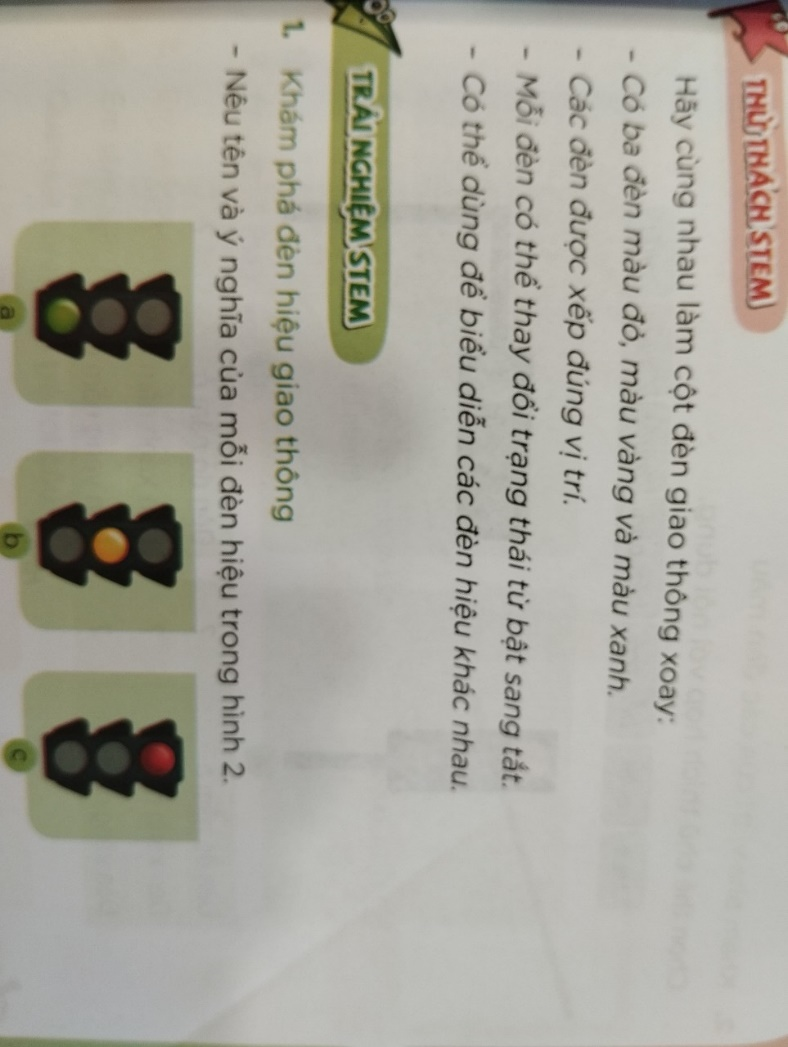 THỬ THÁCH STEM
Hãy cùng nhau làm cột đèn giao thông xoay:
- Có ba đèn màu đỏ, màu vàng và màu xanh.
- Các đèn được xếp đúng vị trí.
- Mỗi đèn có thể thay đổi trạng thái từ bật sang tắt.
- Có thể dùng để biểu diễn các đèn hiệu khác nhau.
TRẢI NGHIỆM STEM
1. Khám phá đèn hiệu giao thông
- Nêu tên và ý nghĩa của mỗi đèn hiệu trong hình 2.
a
b
c